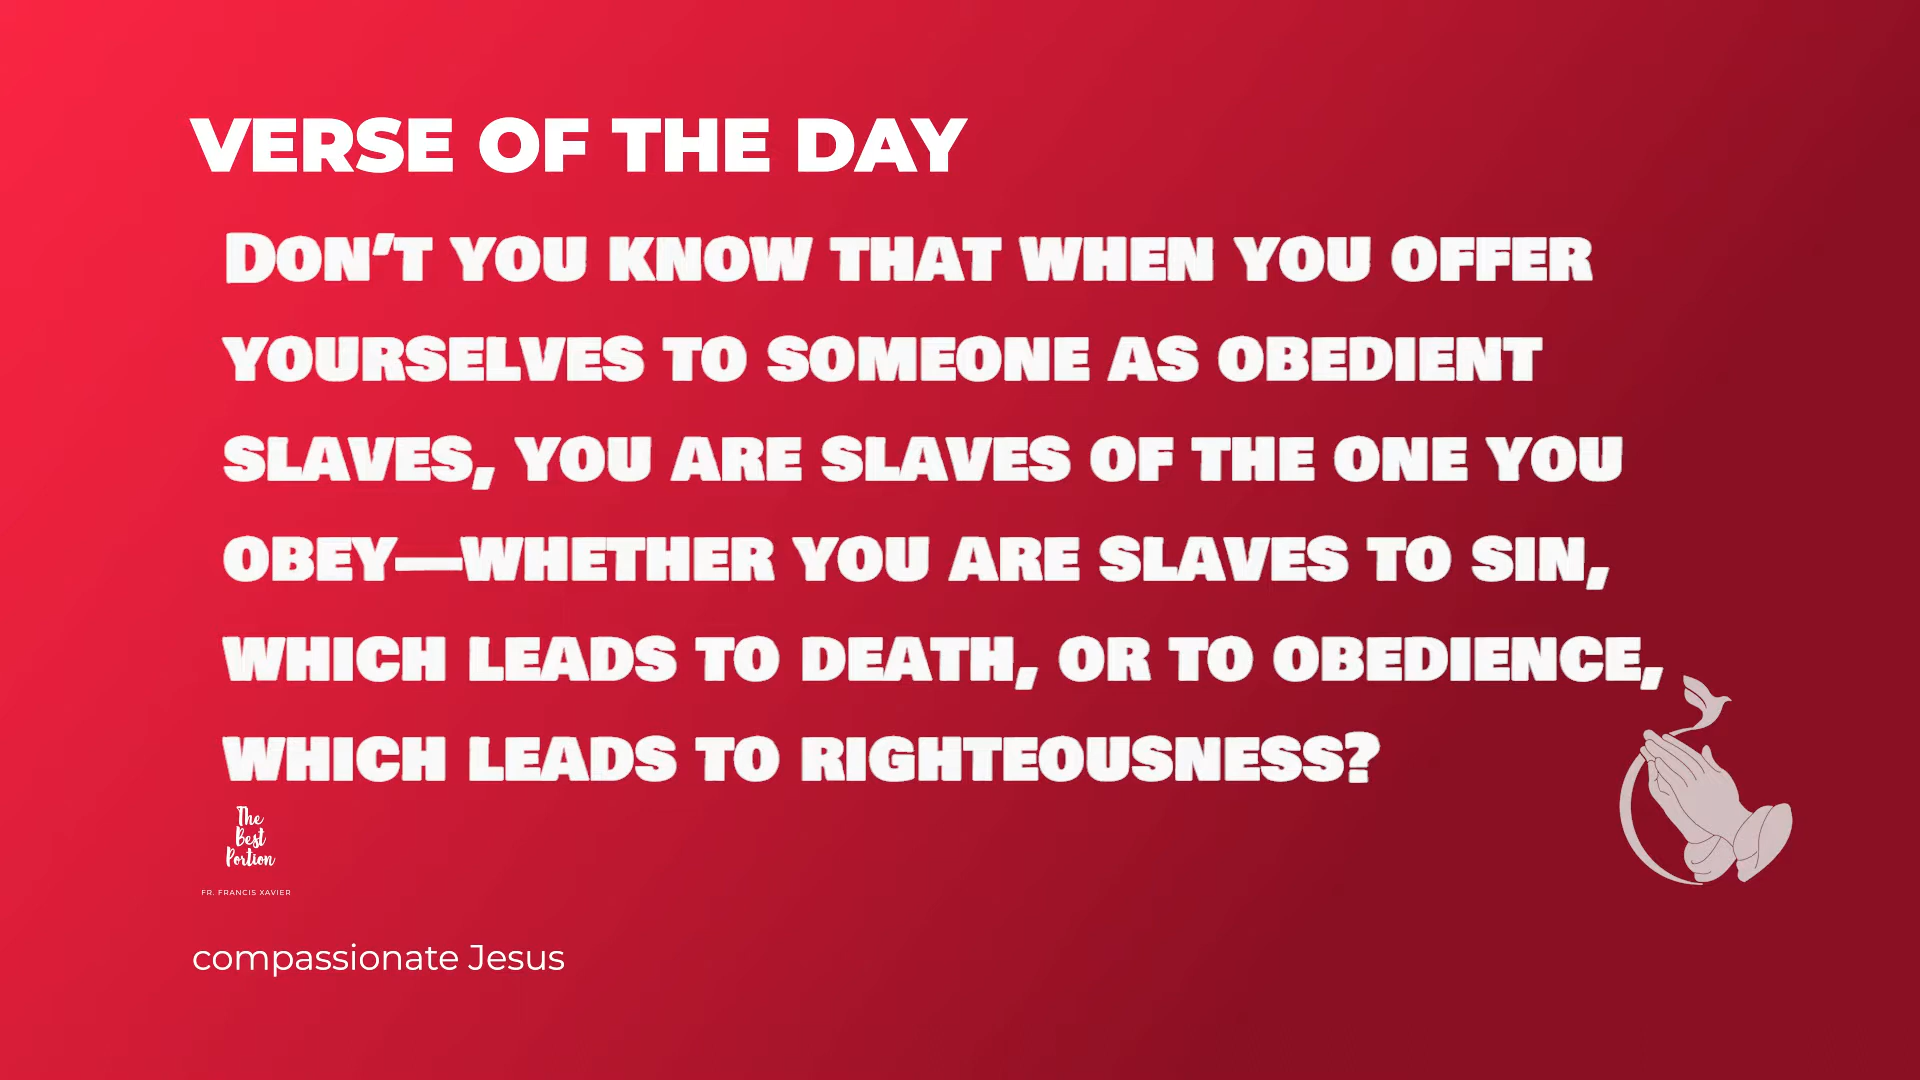 VERSE OF THE DAY
Don't you know that when you offer
yourselves to someone as obedient
slaves, you are slaves of the one you
obey—whether you are slaves to sin,
which leads to death, or to obedience,
which leads to righteousness?
The
Best
Portion
FR. FRANCIS XAVIER
compassionate Jesus